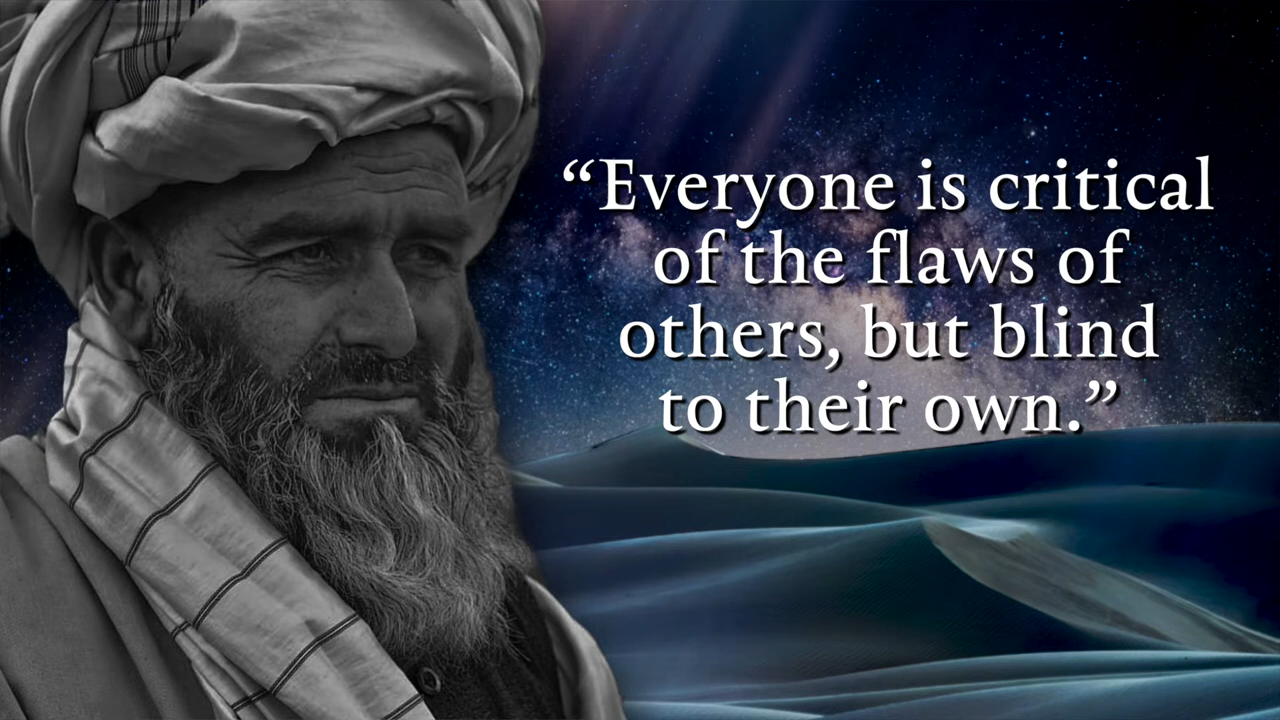 “Everyone is critical
of the flaws of
others, but blind
to their own.”